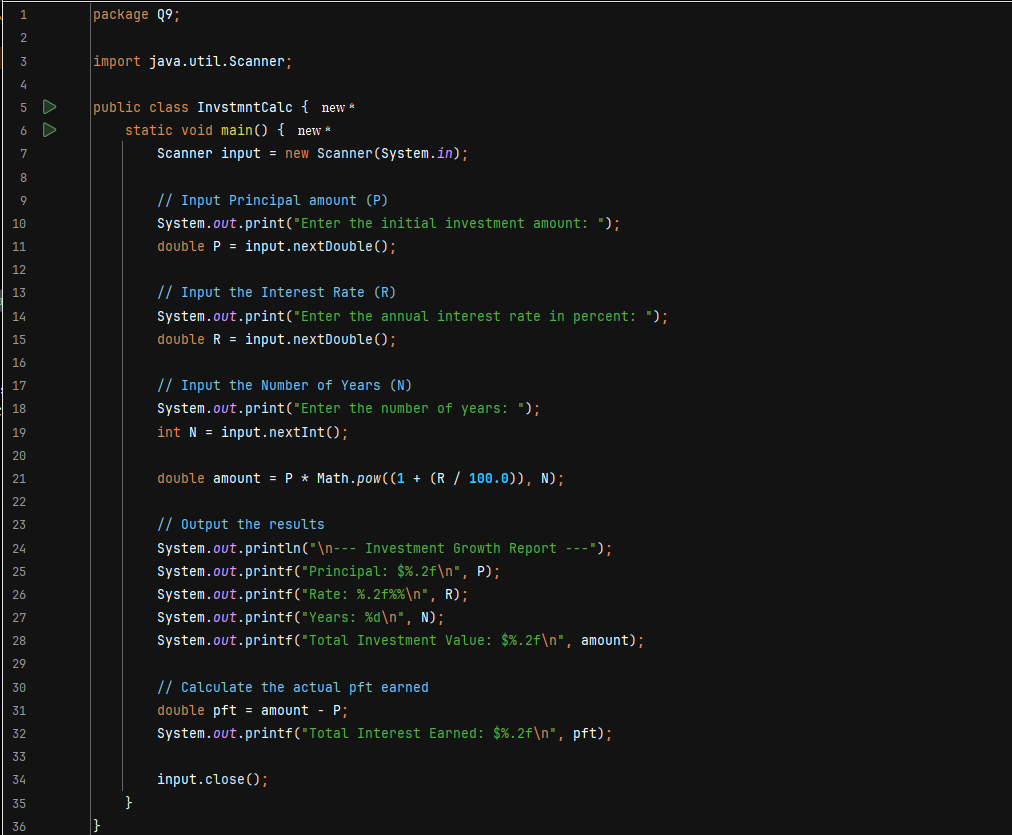 1 package Q9;
2
3 import java.util.Scanner;
4
5 public class InvstmntCalc { new *
6 static void main() { new *
7 Scanner input = new Scanner(System.in);
8
9 // Input Principal amount (P)
10 System.out.print("Enter the initial investment amount: ");
11 double P = input.nextDouble();
12
13 // Input the Interest Rate (R)
14 System.out.print("Enter the annual interest rate in percent: ");
15 double R = input.nextDouble();
16
17 // Input the Number of Years (N)
18 System.out.print("Enter the number of years: ");
19 int N = input.nextInt();
20
21 double amount = P * Math.pow((1 + (R / 100.0)), N);
22
23 // Output the results
24 System.out.println("\n--- Investment Growth Report ---");
25 System.out.printf("Principal: $%.2f\n", P);
26 System.out.printf("Rate: %.2f%%\n", R);
27 System.out.printf("Years: %d\n", N);
28 System.out.printf("Total Investment Value: $%.2f\n", amount);
29
30 // Calculate the actual pft earned
31 double pft = amount - P;
32 System.out.printf("Total Interest Earned: $%.2f\n", pft);
33
34 input.close();
35 }
36 }